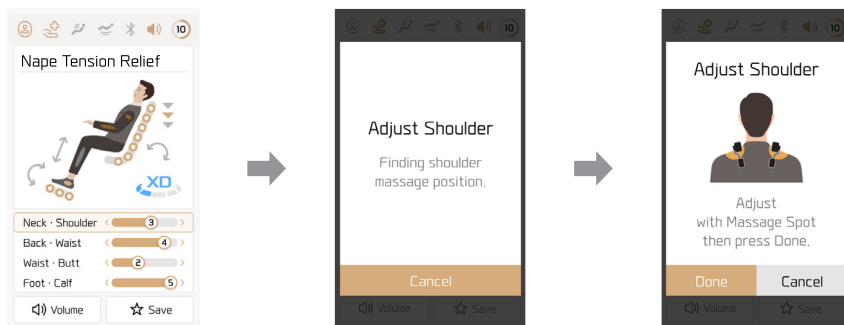 10
Nape Tension Relief
XD
Neck · Shoulder 3
Back · Waist 4
Waist · Butt 2
Foot · Calf 5
Volume Save
10
Adjust Shoulder
Finding shoulder
massage position.
Cancel
Volume Save
10
Adjust Shoulder
Adjust
with Massage Spot
then press Done.
Done Cancel
Volume Save